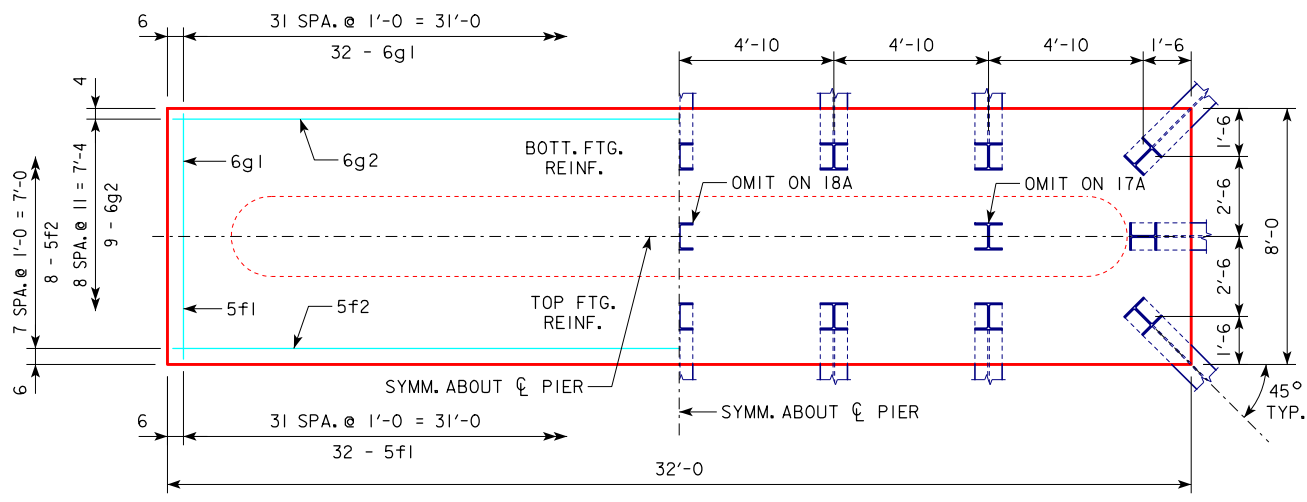 6
31 SPA. @ 1'-0 = 31'-0
32 - 6g1
4'-10
4'-10
4'-10
1'-6
4
8 SPA. @ 11 = 7'-4
9 - 6g2
7 SPA. @ 1'-0 = 7'-0
8 - 5f2
6
6g1
6g2
BOTT. FTG.
REINF.
OMIT ON 18A
OMIT ON 17A
1'-6
2'-6
2'-6
1'-6
8'-0
5f1
5f2
TOP FTG.
REINF.
SYMM. ABOUT ℄ PIER
SYMM. ABOUT ℄ PIER
45°
TYP.
6
31 SPA. @ 1'-0 = 31'-0
32 - 5f1
32'-0